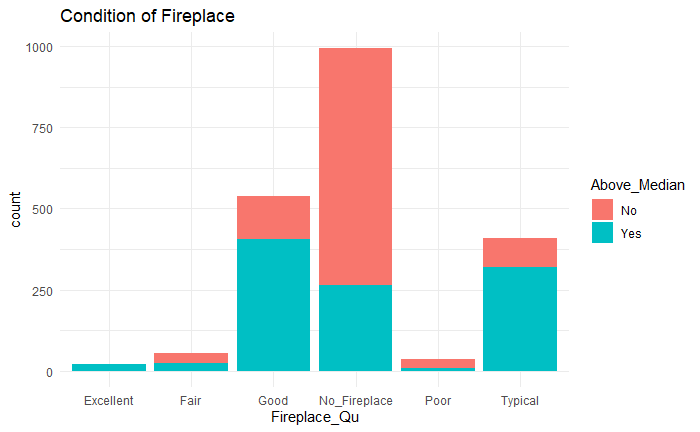 Condition of Fireplace
1000
750
500
250
0
count
Excellent Fair Good No_Fireplace Poor Typical
Fireplace_Qu
Above_Median
No
Yes